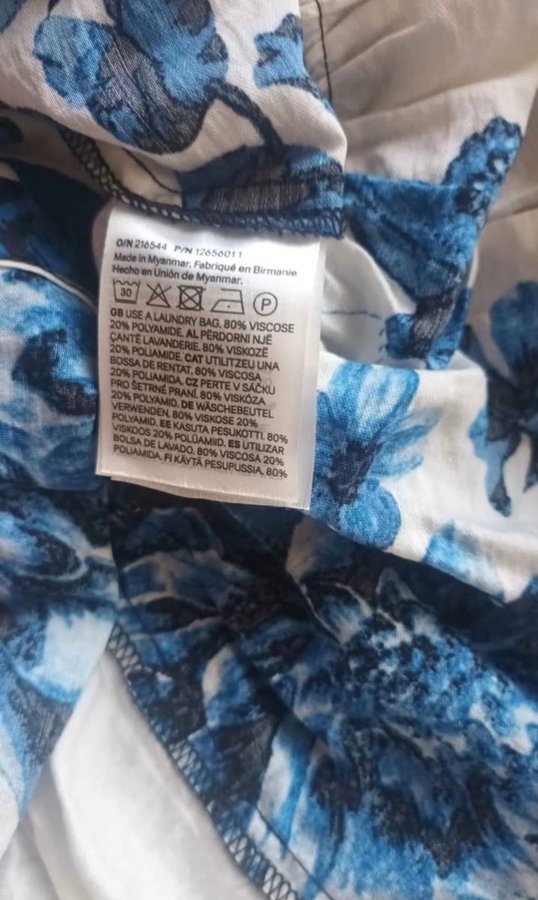 O/N 216544 P/N 12656011
Made in Myanmar. Fabriqué en Birmanie.
Hecho en Unión de Myanmar.
30 P
GB USE A LAUNDRY BAG. 80% VISCOSE
20% POLYAMIDE. AL PERDORNI NJË
ÇANTË LAVANDERIE. 80% VISKOZË
20% POLIAMIDE. CAT UTILITZEU UNA
BOSSA DE RENTAT. 80% VISCOSA
20% POLIAMIDA. CZ PERTE V SÁČKU
PRO ŠETRNÉ PRANÍ. 80% VISKÓZA
20% POLYAMID. DE WÄSCHEBEUTEL
VERWENDEN. 80% VISKOSE 20%
POLYAMID. EE KASUTA PESUKOTTI. 80%
VISKOOS 20% POLÜAMIID. ES UTILIZAR
BOLSA DE LAVADO. 80% VISCOSA 20%
POLIAMIDA. FI KÄYTÄ PESUPUSSIA. 80%